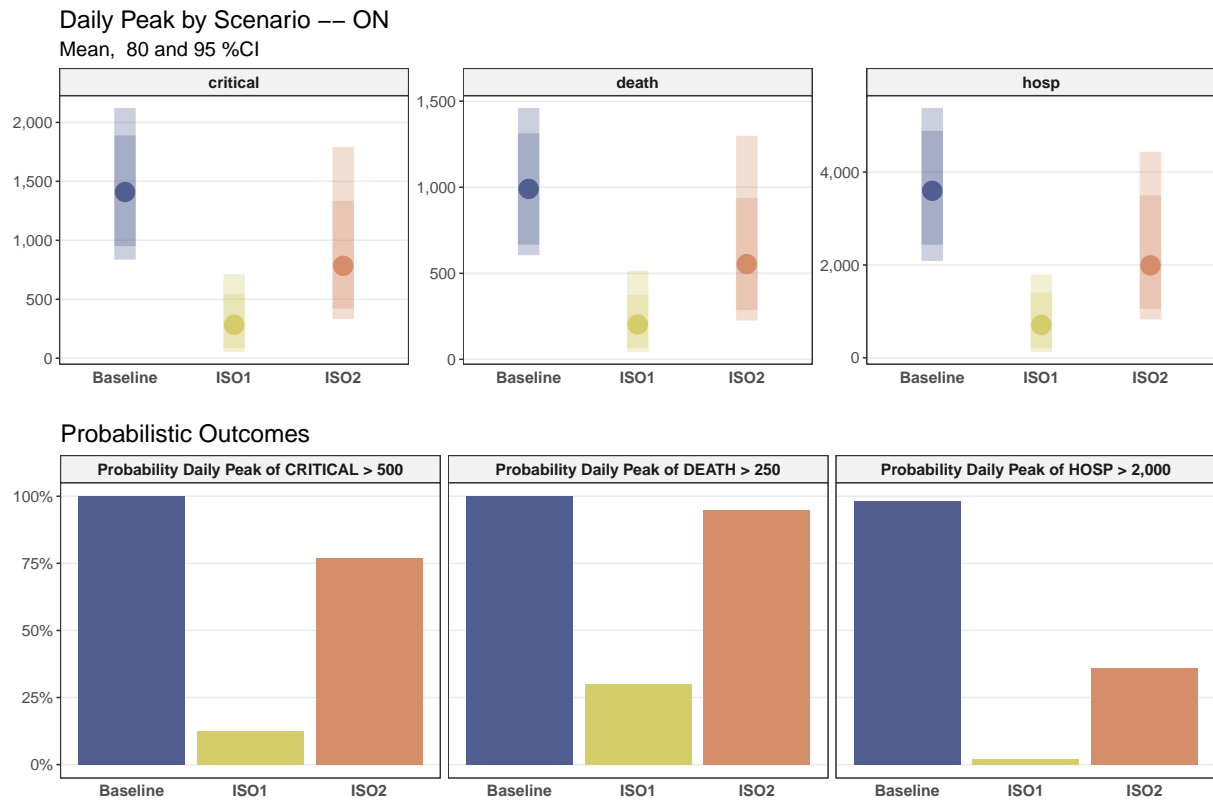 Daily Peak by Scenario −− ON
Mean,  80 and 95 %CI
critical death hosp
2,000
1,500
1,000
500
0
1,500
1,000
500
0
4,000
2,000
0
Baseline ISO1 ISO2 Baseline ISO1 ISO2 Baseline ISO1 ISO2
Probabilistic Outcomes
Probability Daily Peak of CRITICAL > 500 Probability Daily Peak of DEATH > 250 Probability Daily Peak of HOSP > 2,000
100%
75%
50%
25%
0%
Baseline ISO1 ISO2 Baseline ISO1 ISO2 Baseline ISO1 ISO2